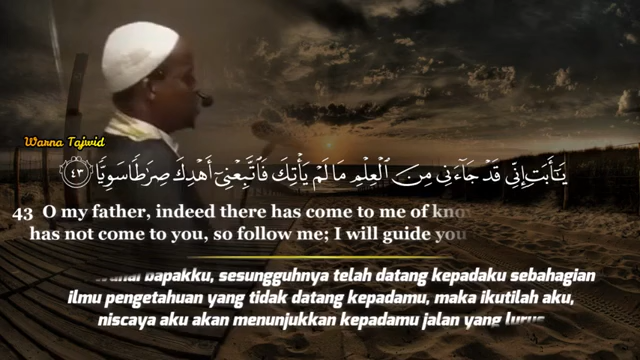 Warna Tajwid
يَـٰٓأَبَتِ إِنِّى قَدْ جَآءَنِى مِنَ ٱلْعِلْمِ مَا لَمْ يَأْتِكَ فَٱتَّبِعْنِىٓ أَهْدِكَ صِرَٰطًا سَوِيًّا ٤٣
43 O my father, indeed there has come to me of
has not come to you, so follow me; I will guide you
bapakku, sesungguhnya telah datang kepadaku sebahagian
ilmu pengetahuan yang tidak datang kepadamu, maka ikutilah aku,
niscaya aku akan menunjukkan kepadamu jalan yang lurus